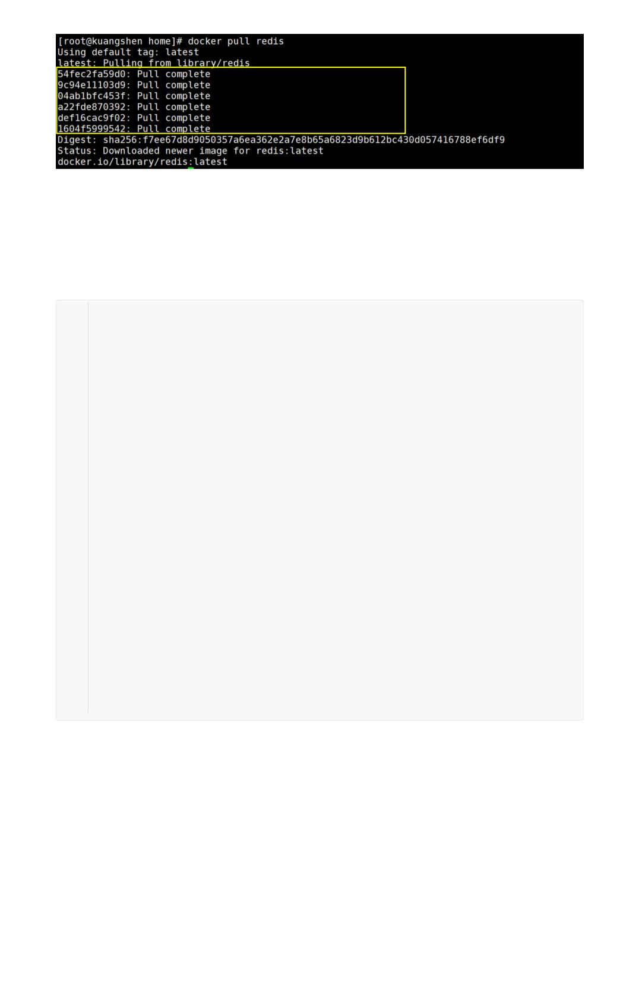 [root@kuangshen home]# docker pull redis
Using default tag: latest
latest: Pulling from library/redis
54fec2fa59d0: Pull complete
9c94e11103d9: Pull complete
04ab1bfc453f: Pull complete
a22fde870392: Pull complete
def16cac9f02: Pull complete
1604f5999542: Pull complete
Digest: sha256:f7ee67d8d9050357a6ea362e2a7e8b65a6823d9b612bc430d057416788ef6df9
Status: Downloaded newer image for redis:latest
docker.io/library/redis:latest